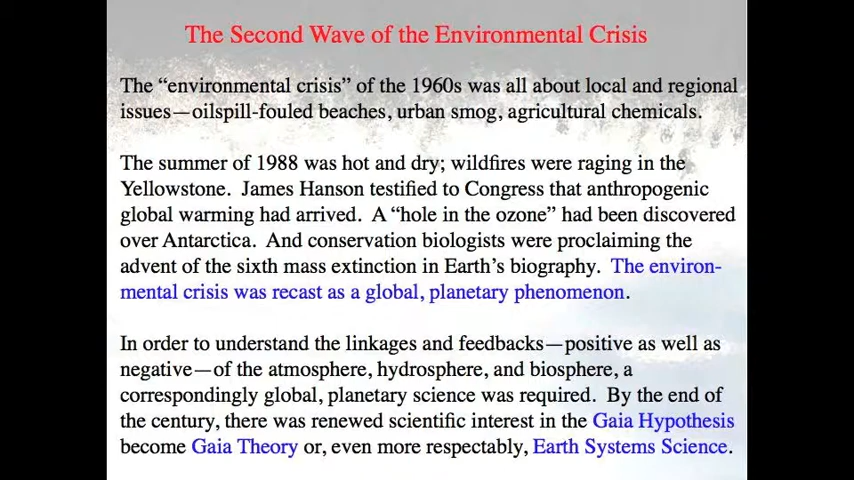 The Second Wave of the Environmental Crisis
The “environmental crisis” of the 1960s was all about local and regional
issues—oilspill-fouled beaches, urban smog, agricultural chemicals.
The summer of 1988 was hot and dry; wildfires were raging in the
Yellowstone.  James Hanson testified to Congress that anthropogenic
global warming had arrived.  A “hole in the ozone” had been discovered
over Antarctica.  And conservation biologists were proclaiming the
advent of the sixth mass extinction in Earth’s biography.  The environ-
mental crisis was recast as a global, planetary phenomenon.
In order to understand the linkages and feedbacks—positive as well as
negative—of the atmosphere, hydrosphere, and biosphere, a
correspondingly global, planetary science was required.  By the end of
the century, there was renewed scientific interest in the Gaia Hypothesis
become Gaia Theory or, even more respectably, Earth Systems Science.